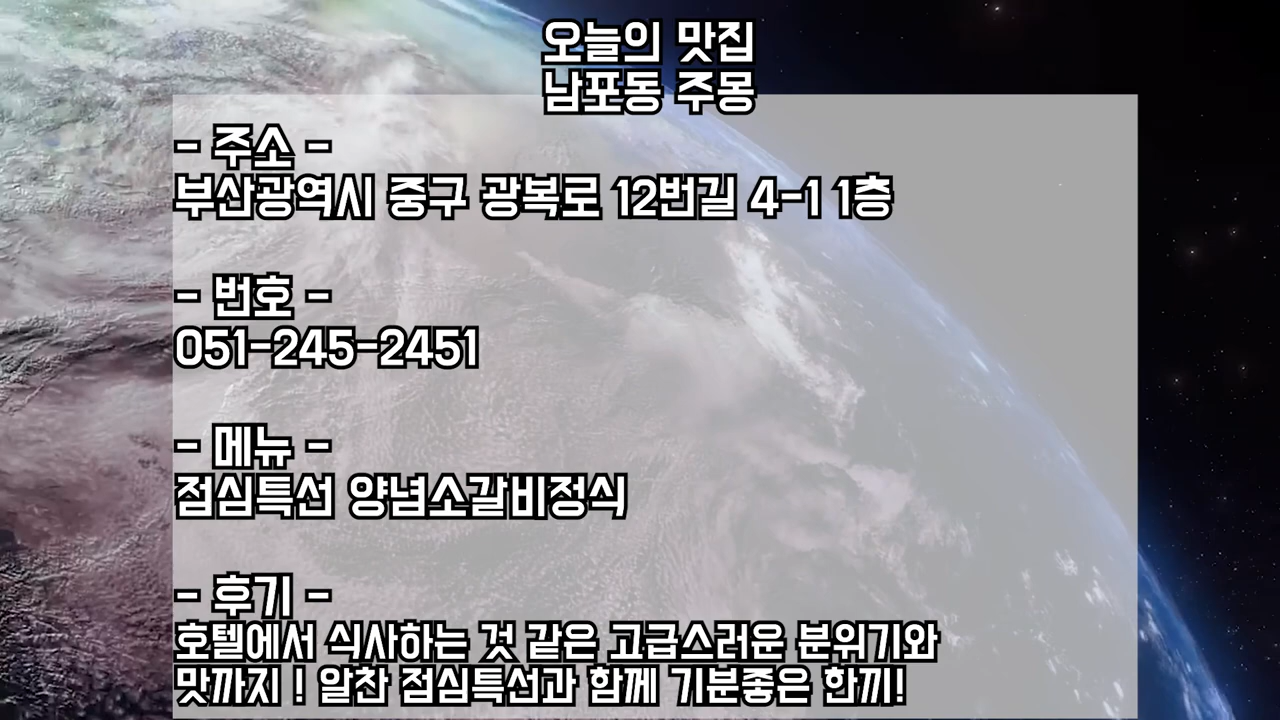 오늘의 맛집
남포동 주몽
- 주소 -
부산광역시 중구 광복로 12번길 4-1 1층
- 번호 -
051-245-2451
- 메뉴 -
점심특선 양념소갈비정식
- 후기 -
호텔에서 식사하는 것 같은 고급스러운 분위기와
맛까지 ! 알찬 점심특선과 함께 기분좋은 한끼!